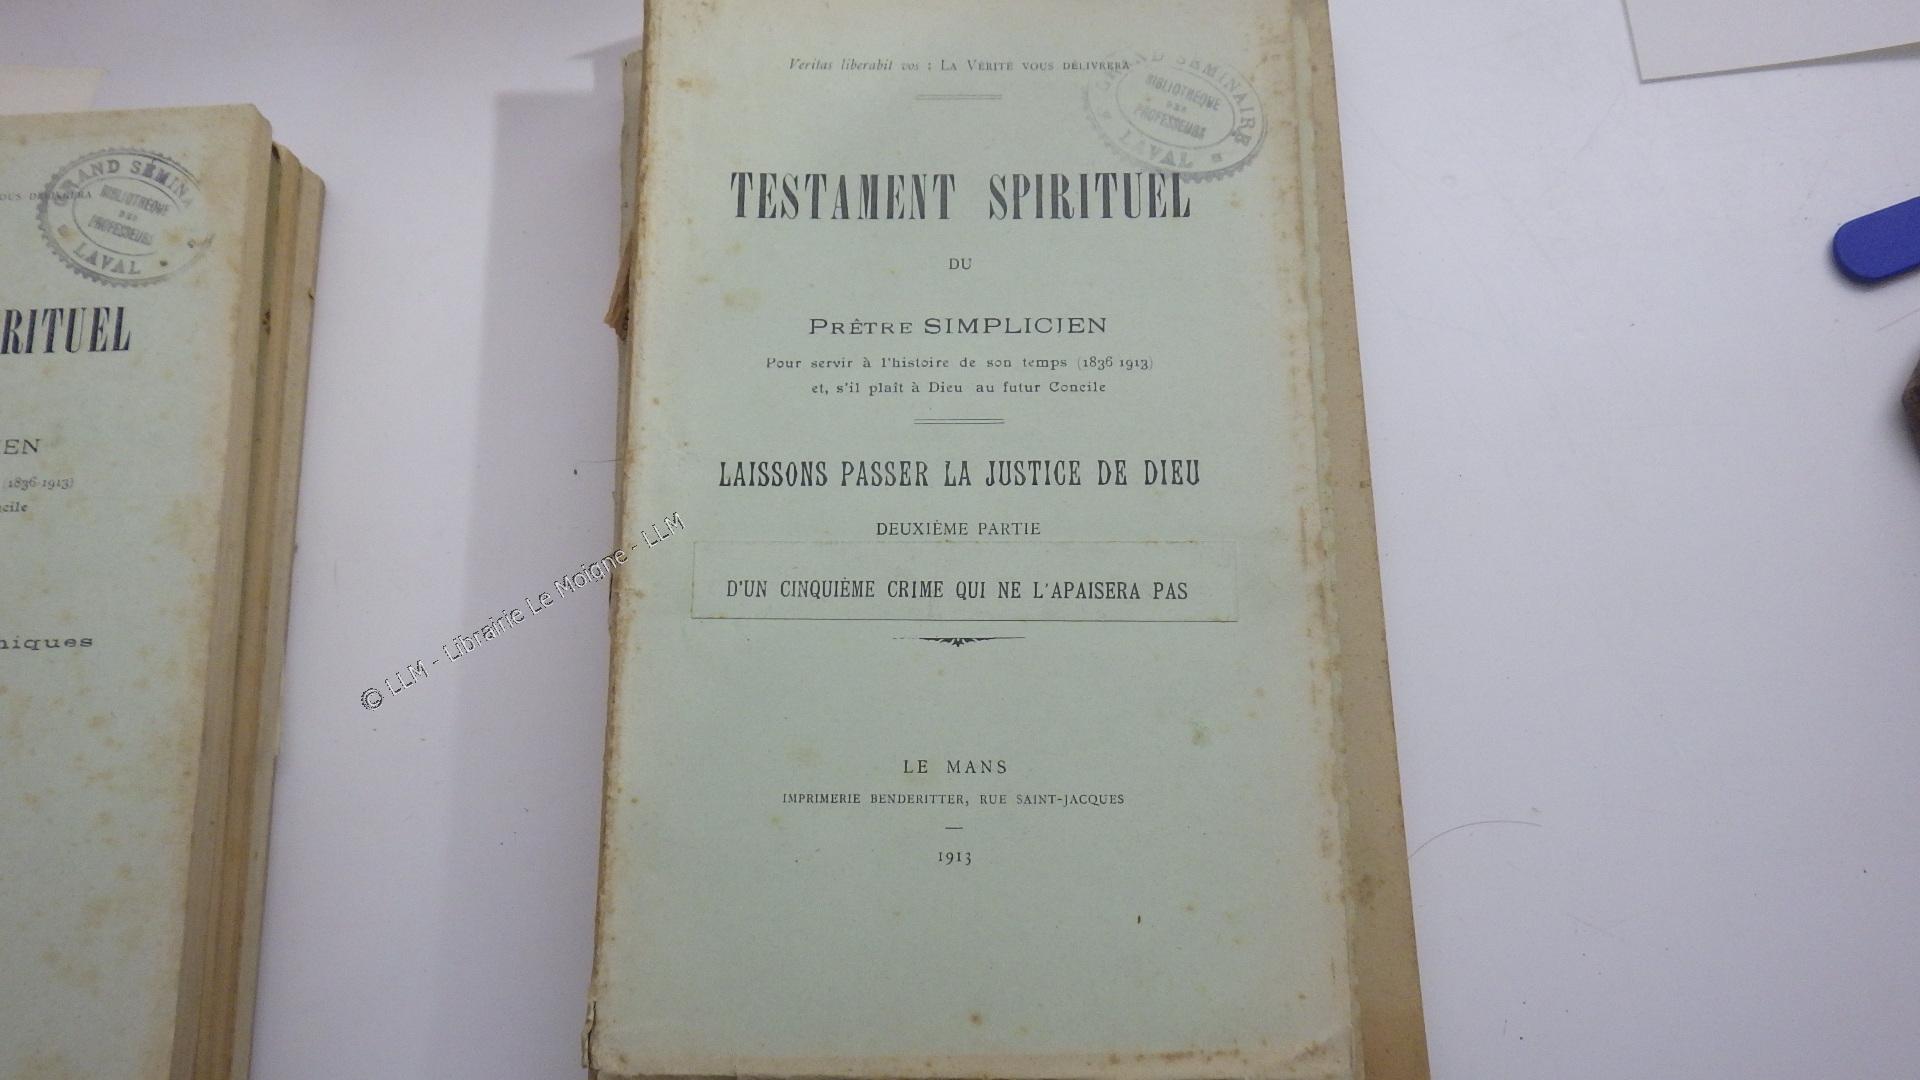 OUS DELIVRERA
GRAND SÉMINA
BIBLIOTHÈQUE
DES
PROFESSEURS
LAVAL
RITUEL
EN
(1836-1913)
cile
niques
Veritas liberabit vos : LA VÉRITÉ VOUS DÉLIVRERA
GRAND SÉMINAIRE
BIBLIOTHÈQUE
DES
PROFESSEURS
LAVAL
TESTAMENT SPIRITUEL
DU
PRÊTRE SIMPLICIEN
Pour servir à l'histoire de son temps (1836 1913)
et, s'il plaît à Dieu au futur Concile
LAISSONS PASSER LA JUSTICE DE DIEU
DEUXIÈME PARTIE
D'UN CINQUIÈME CRIME QUI NE L'APAISERA PAS
LE MANS
IMPRIMERIE BENDERITTER, RUE SAINT-JACQUES
1913
© LLM - Librairie Le Moigne - LLM